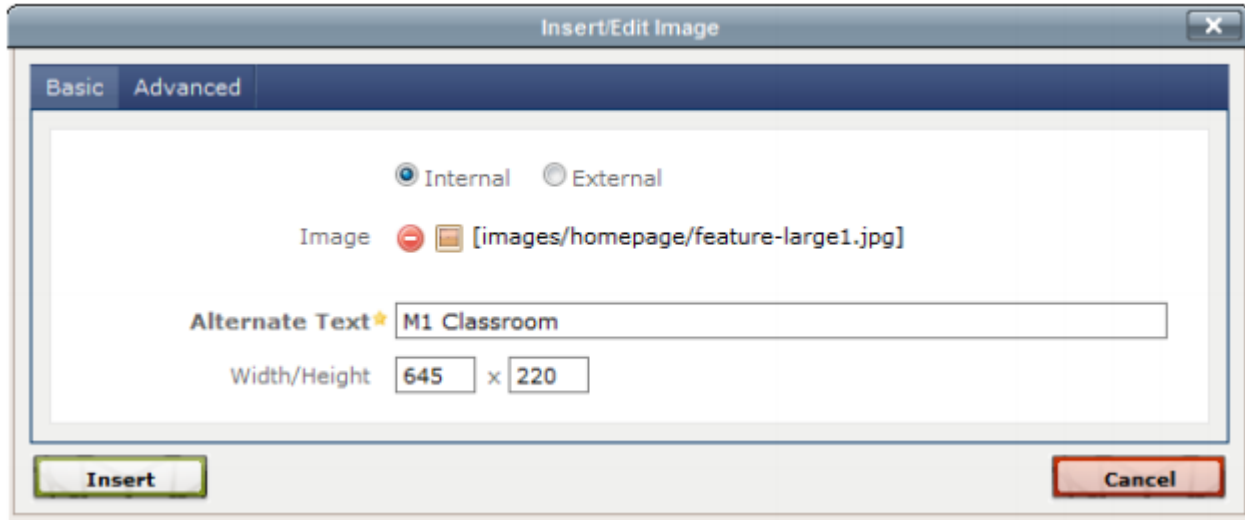 Insert/Edit Image
Basic Advanced
Internal External
Image [images/homepage/feature-large1.jpg]
Alternate Text M1 Classroom
Width/Height 645 x 220
Insert Cancel